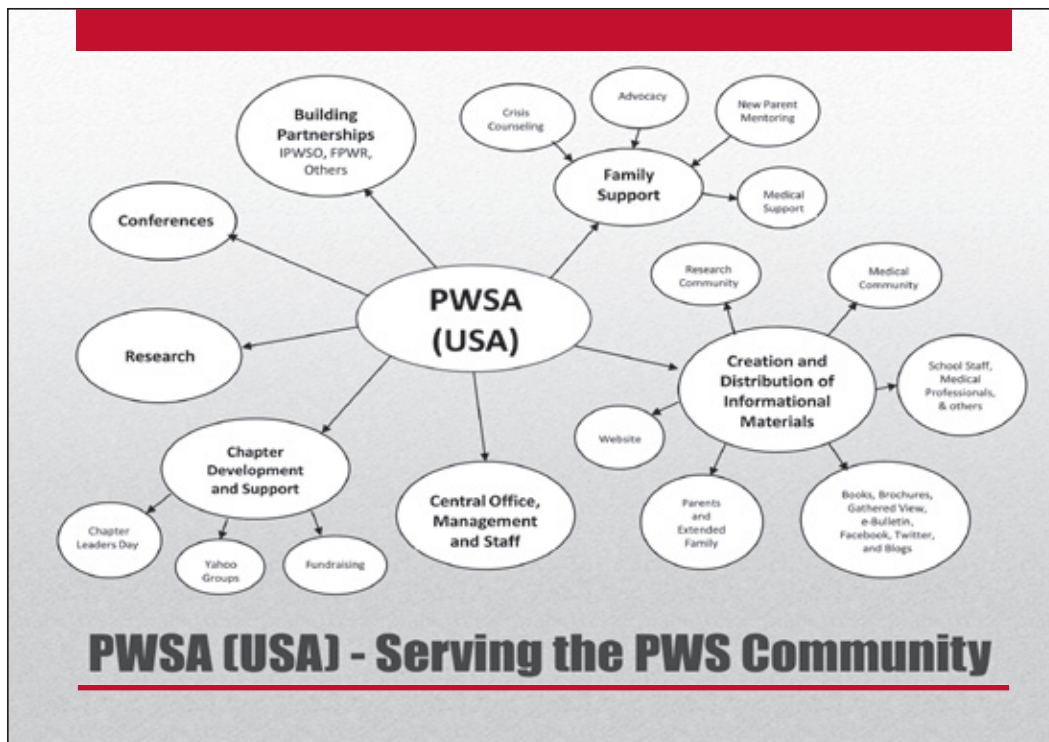 Building
Partnerships
IPWSO, FPWR,
Others
Conferences
Research
PWSA
(USA)
Crisis
Counseling
Advocacy
New Parent
Mentoring
Family
Support
Medical
Support
Research
Community
Medical
Community
Creation and
Distribution of
Informational
Materials
School Staff,
Medical
Professionals,
& others
Website
Parents
and
Extended
Family
Books, Brochures,
Gathered View,
e-Bulletin,
Facebook, Twitter,
and Blogs
Chapter
Development
and Support
Chapter
Leaders Day
Yahoo
Groups
Fundraising
Central Office,
Management
and Staff
PWSA (USA) - Serving the PWS Community